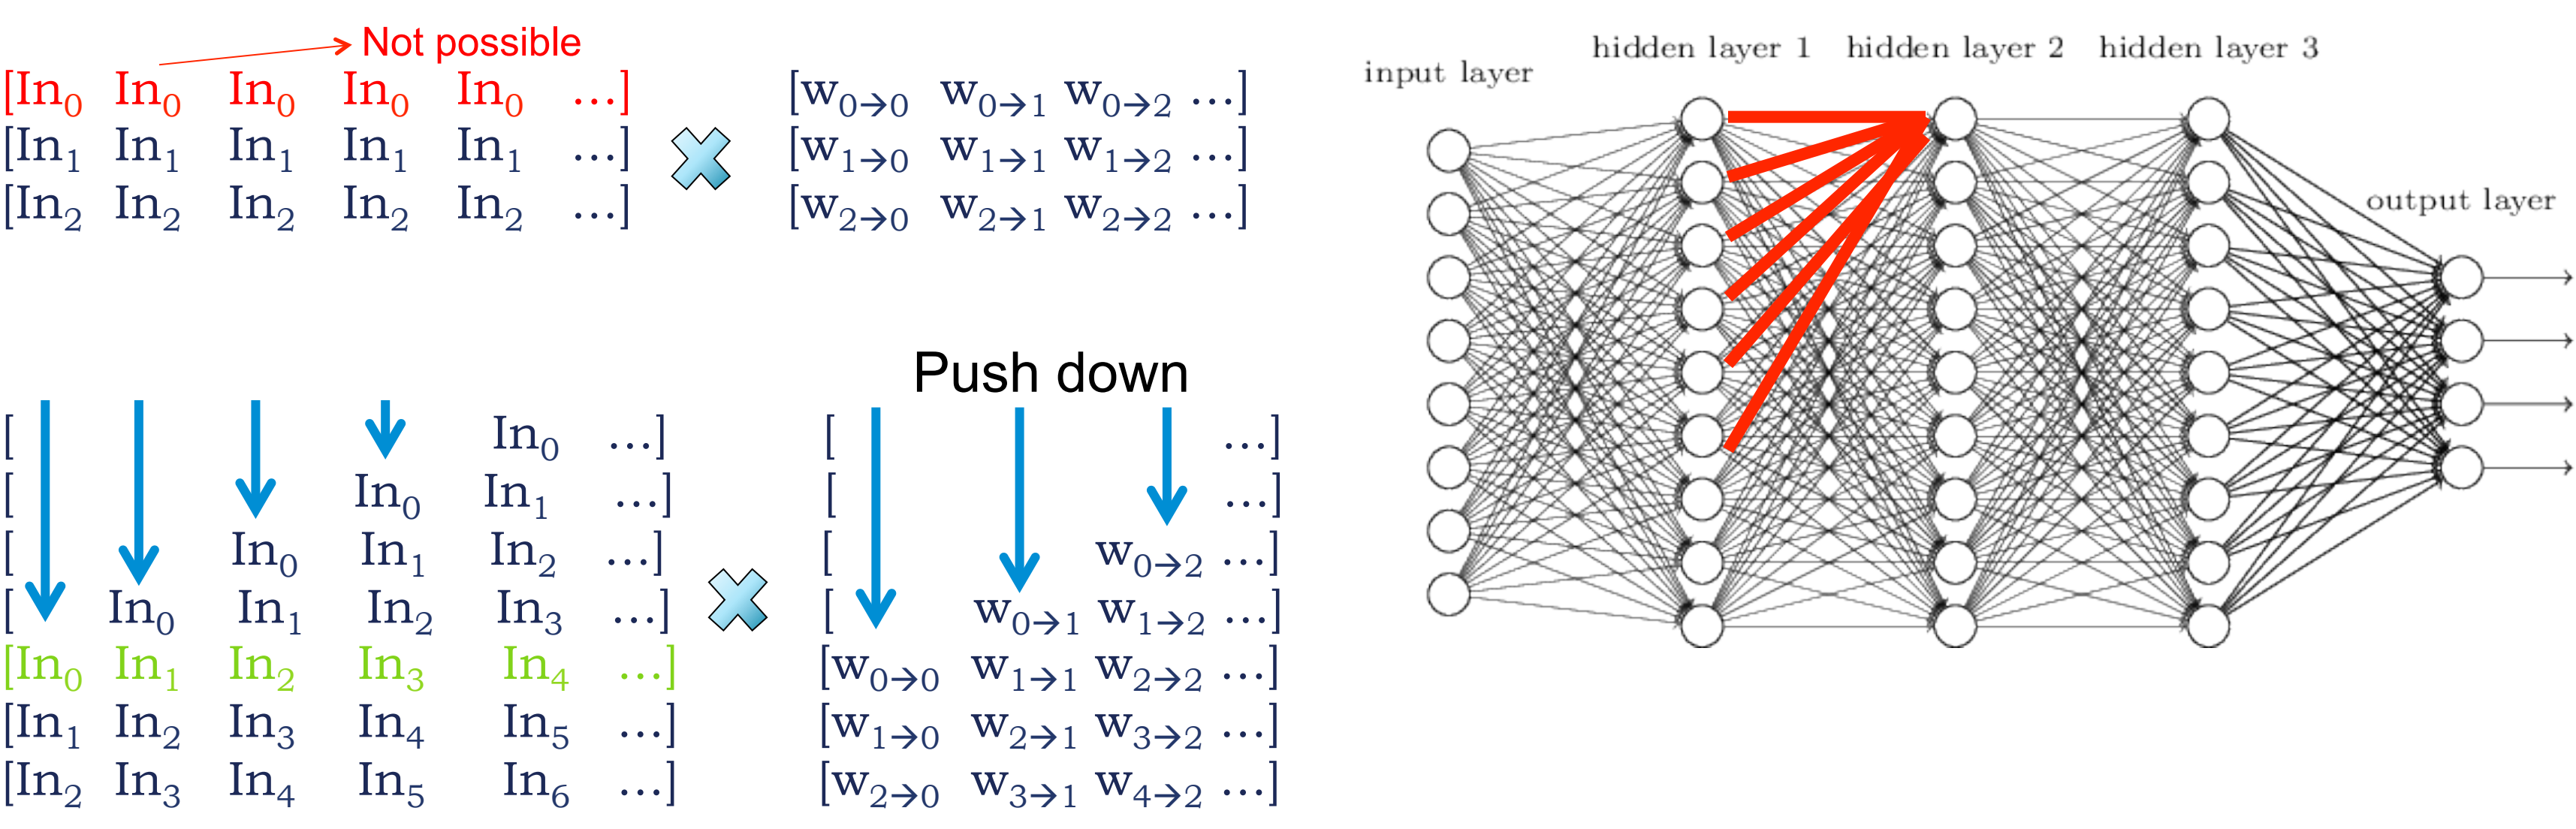 Not possible
[In₀ In₀ In₀ In₀ In₀ ...]
[In₁ In₁ In₁ In₁ In₁ ...]
[In₂ In₂ In₂ In₂ In₂ ...]
[w₀→₀ w₀→₁ w₀→₂ ...]
[w₁→₀ w₁→₁ w₁→₂ ...]
[w₂→₀ w₂→₁ w₂→₂ ...]
[ In₀ ...]
[ In₀ In₁ ...]
[ In₀ In₁ In₂ ...]
[ In₀ In₁ In₂ In₃ ...]
[In₀ In₁ In₂ In₃ In₄ ...]
[In₁ In₂ In₃ In₄ In₅ ...]
[In₂ In₃ In₄ In₅ In₆ ...]
Push down
[ ...]
[ ...]
[ w₀→₂ ...]
[ w₀→₁ w₁→₂ ...]
[w₀→₀ w₁→₁ w₂→₂ ...]
[w₁→₀ w₂→₁ w₃→₂ ...]
[w₂→₀ w₃→₁ w₄→₂ ...]
input layer
hidden layer 1
hidden layer 2
hidden layer 3
output layer